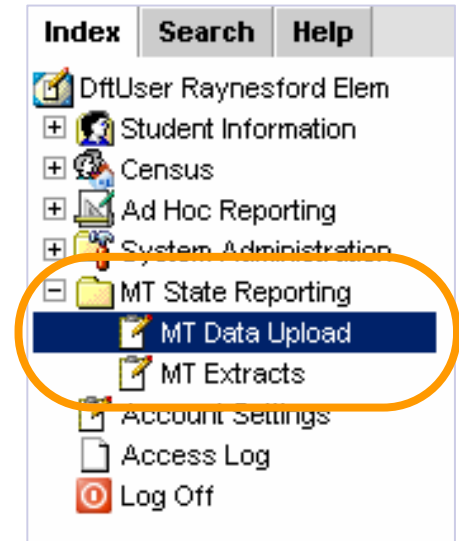 Index Search Help
DftUser Raynesford Elem
Student Information
Census
Ad Hoc Reporting
System Administration
MT State Reporting
MT Data Upload
MT Extracts
Account Settings
Access Log
Log Off